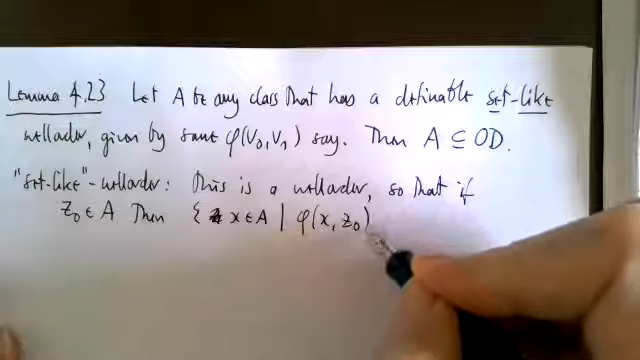 Lemma 4.23 Let A be any class that has a definable set-like
wellorder, given by some φ(v₀,v₁) say. Then A ⊆ OD.
"set-like"-wellorder: This is a wellorder, so that if
z₀ ∈ A Then { x ∈ A | φ(x, z₀)